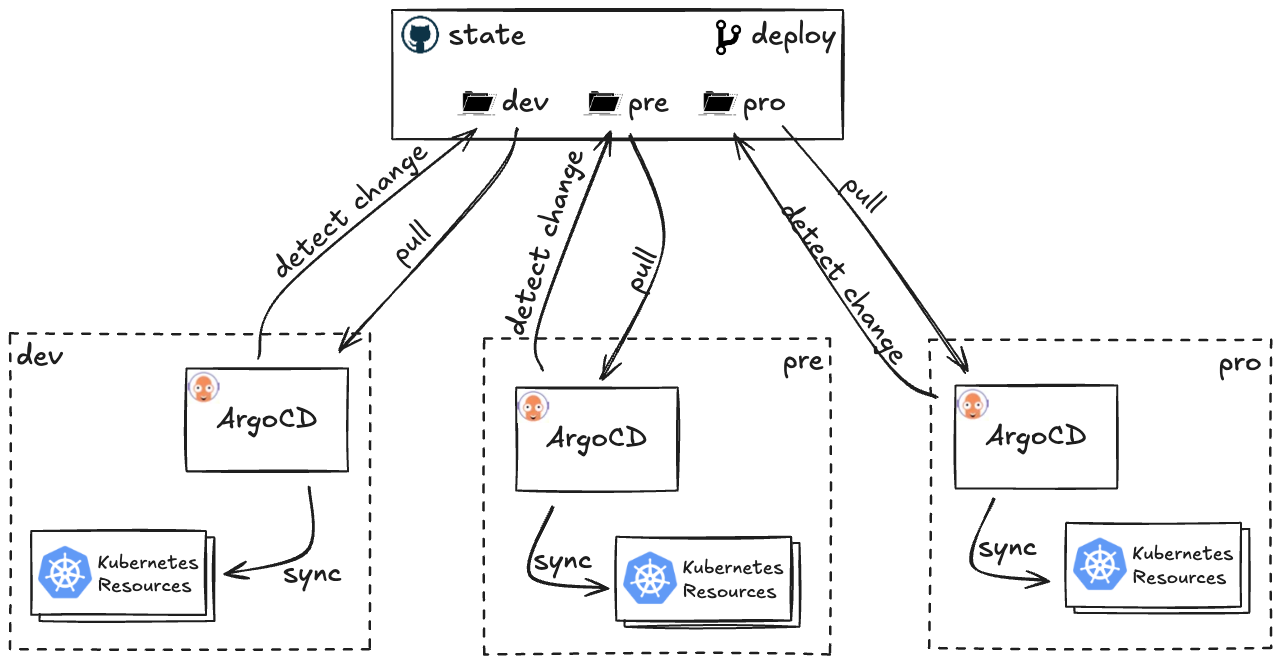 state
deploy
dev
pre
pro
detect change
pull
detect change
pull
detect change
pull
dev
ArgoCD
sync
Kubernetes
Resources
pre
ArgoCD
sync
Kubernetes
Resources
pro
ArgoCD
sync
Kubernetes
Resources